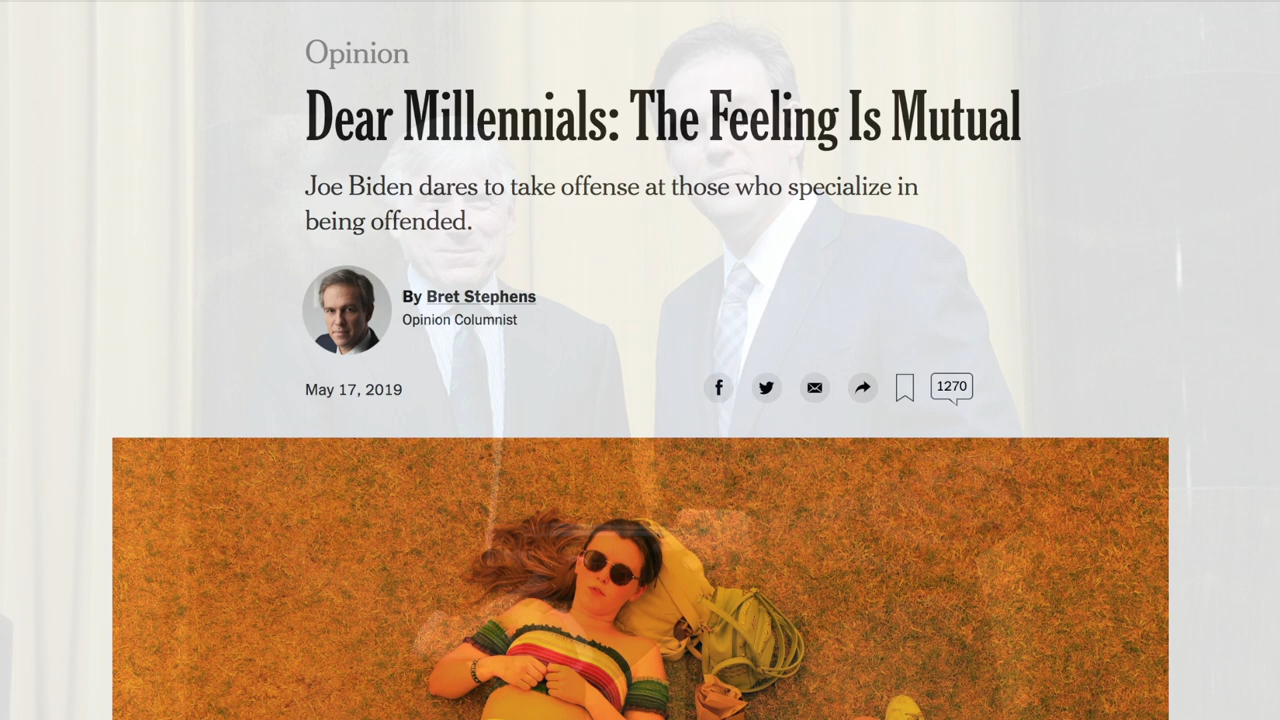 Opinion
Dear Millennials: The Feeling Is Mutual
Joe Biden dares to take offense at those who specialize in
being offended.
By Bret Stephens
Opinion Columnist
May 17, 2019
1270